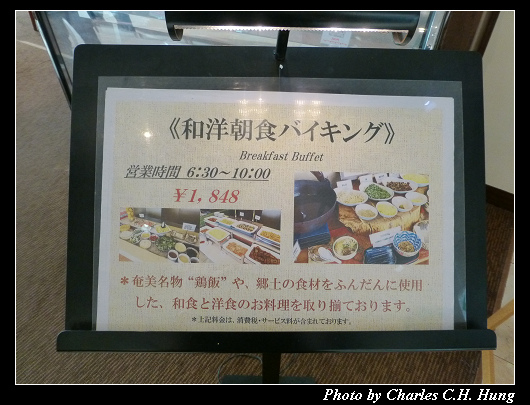 《和洋朝食バイキング》
Breakfast Buffet
営業時間 6:30～10:00
￥1,848
＊奄美名物“鶏飯”や、郷土の食材をふんだんに使用
した、和食と洋食のお料理を取り揃ております。
＊上記料金は、消費税・サービス料が含まれております。
Photo by Charles C.H. Hung